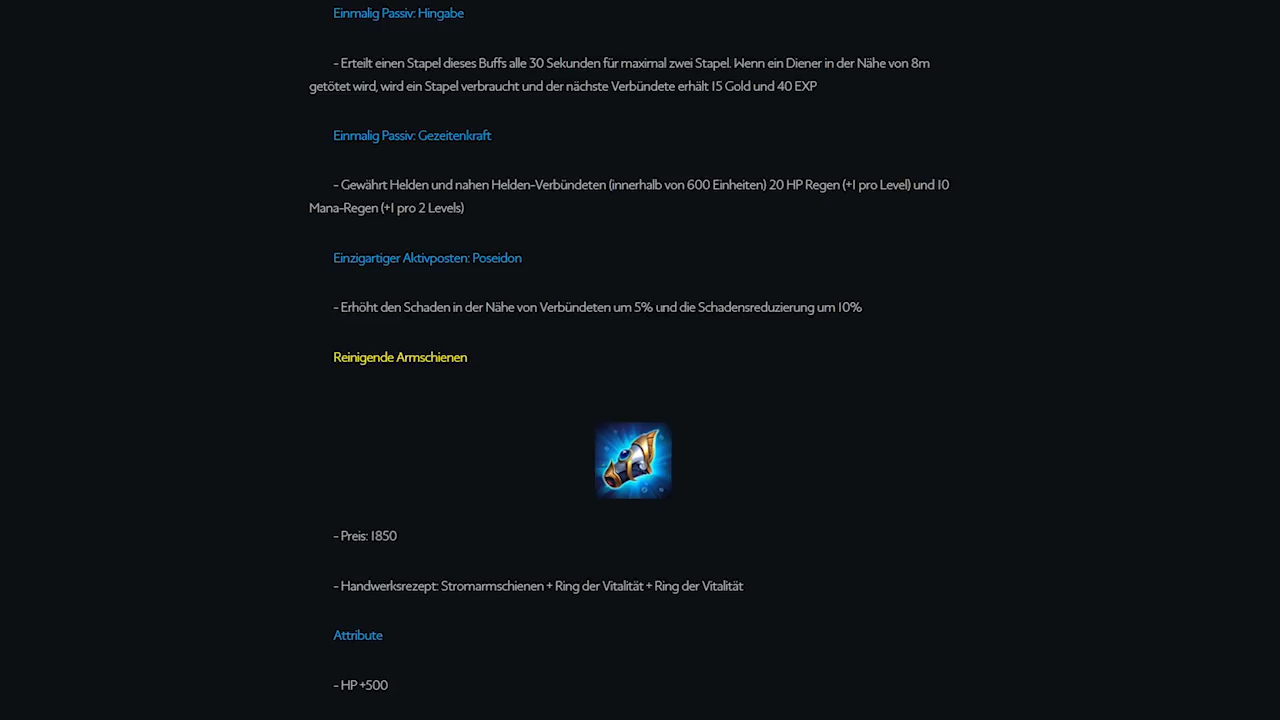 Einmalig Passiv: Hingabe
- Erteilt einen Stapel dieses Buffs alle 30 Sekunden für maximal zwei Stapel. Wenn ein Diener in der Nähe von 8m
getötet wird, wird ein Stapel verbraucht und der nächste Verbündete erhält 15 Gold und 40 EXP
Einmalig Passiv: Gezeitenkraft
- Gewährt Helden und nahen Helden-Verbündeten (innerhalb von 600 Einheiten) 20 HP Regen (+1 pro Level) und 10
Mana-Regen (+1 pro 2 Levels)
Einzigartiger Aktivposten: Poseidon
- Erhöht den Schaden in der Nähe von Verbündeten um 5% und die Schadensreduzierung um 10%
Reinigende Armschienen
- Preis: 1850
- Handwerksrezept: Stromarmschienen + Ring der Vitalität + Ring der Vitalität
Attribute
- HP +500